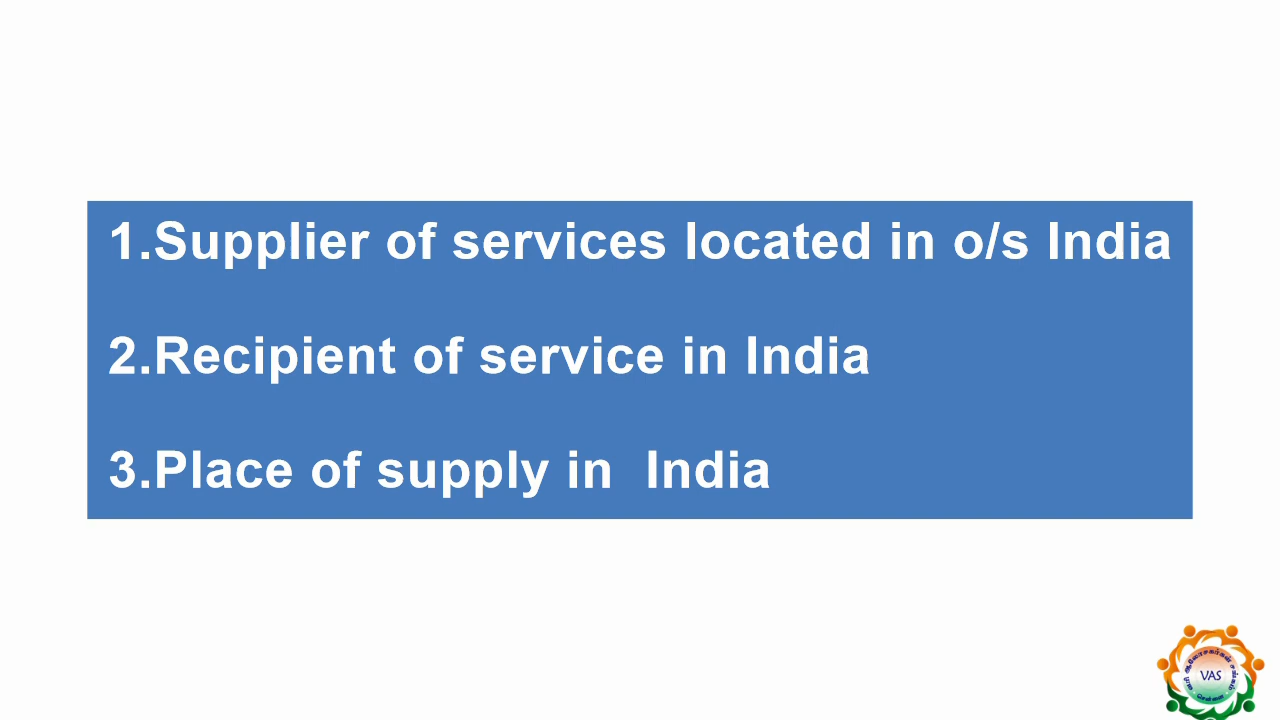 1.Supplier of services located in o/s India
2.Recipient of service in India
3.Place of supply in India
VAS